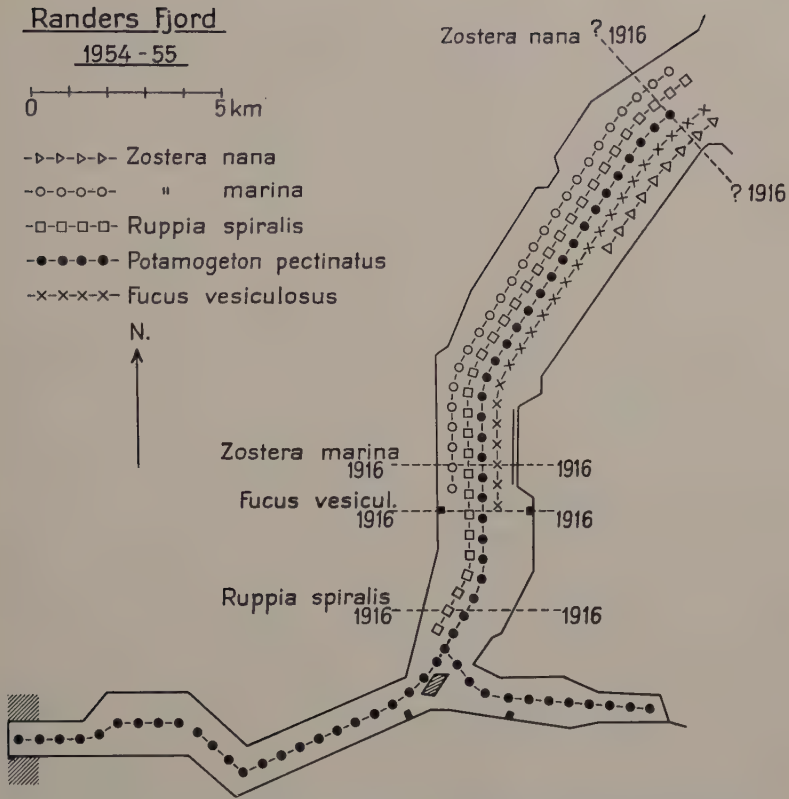 Randers Fjord
1954-55
0 5 km
Zostera nana
" marina
Ruppia spiralis
Potamogeton pectinatus
Fucus vesiculosus
N.
Zostera nana ? 1916
? 1916
Zostera marina
1916 1916
Fucus vesicul.
1916 1916
Ruppia spiralis
1916 1916